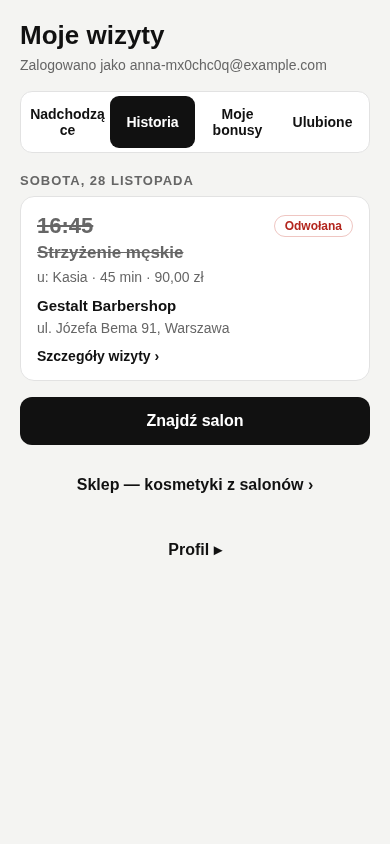 Moje wizyty
Zalogowano jako anna-mx0chc0q@example.com
Nadchodzą
ce
Historia
Moje
bonusy
Ulubione
SOBOTA, 28 LISTOPADA
16:45
Odwołana
Strzyżenie męskie
u: Kasia · 45 min · 90,00 zł
Gestalt Barbershop
ul. Józefa Bema 91, Warszawa
Szczegóły wizyty ›
Znajdź salon
Sklep — kosmetyki z salonów ›
Profil ▸